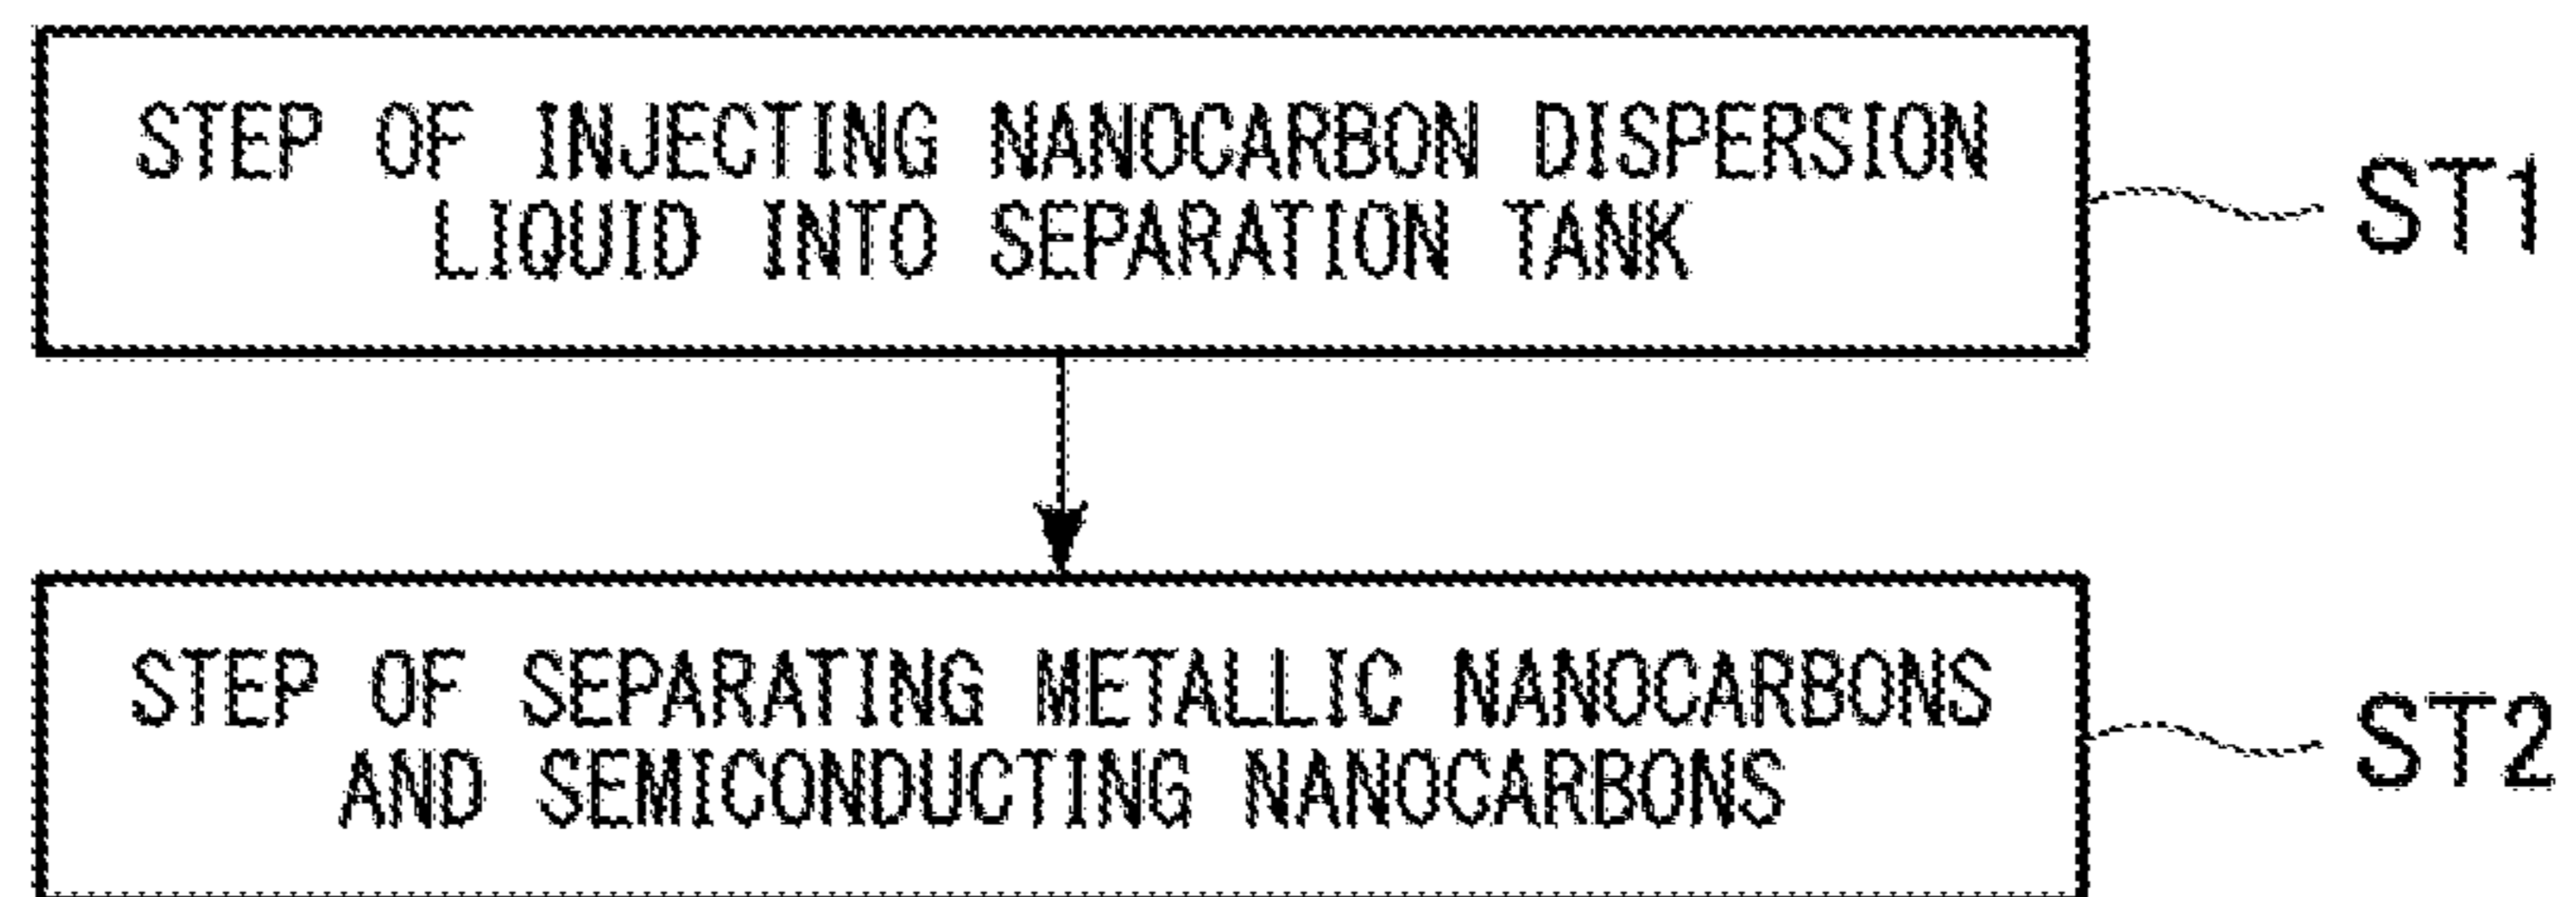 STEP OF INJECTING NANOCARBON DISPERSION
LIQUID INTO SEPARATION TANK
ST1
STEP OF SEPARATING METALLIC NANOCARBONS
AND SEMICONDUCTING NANOCARBONS
ST2